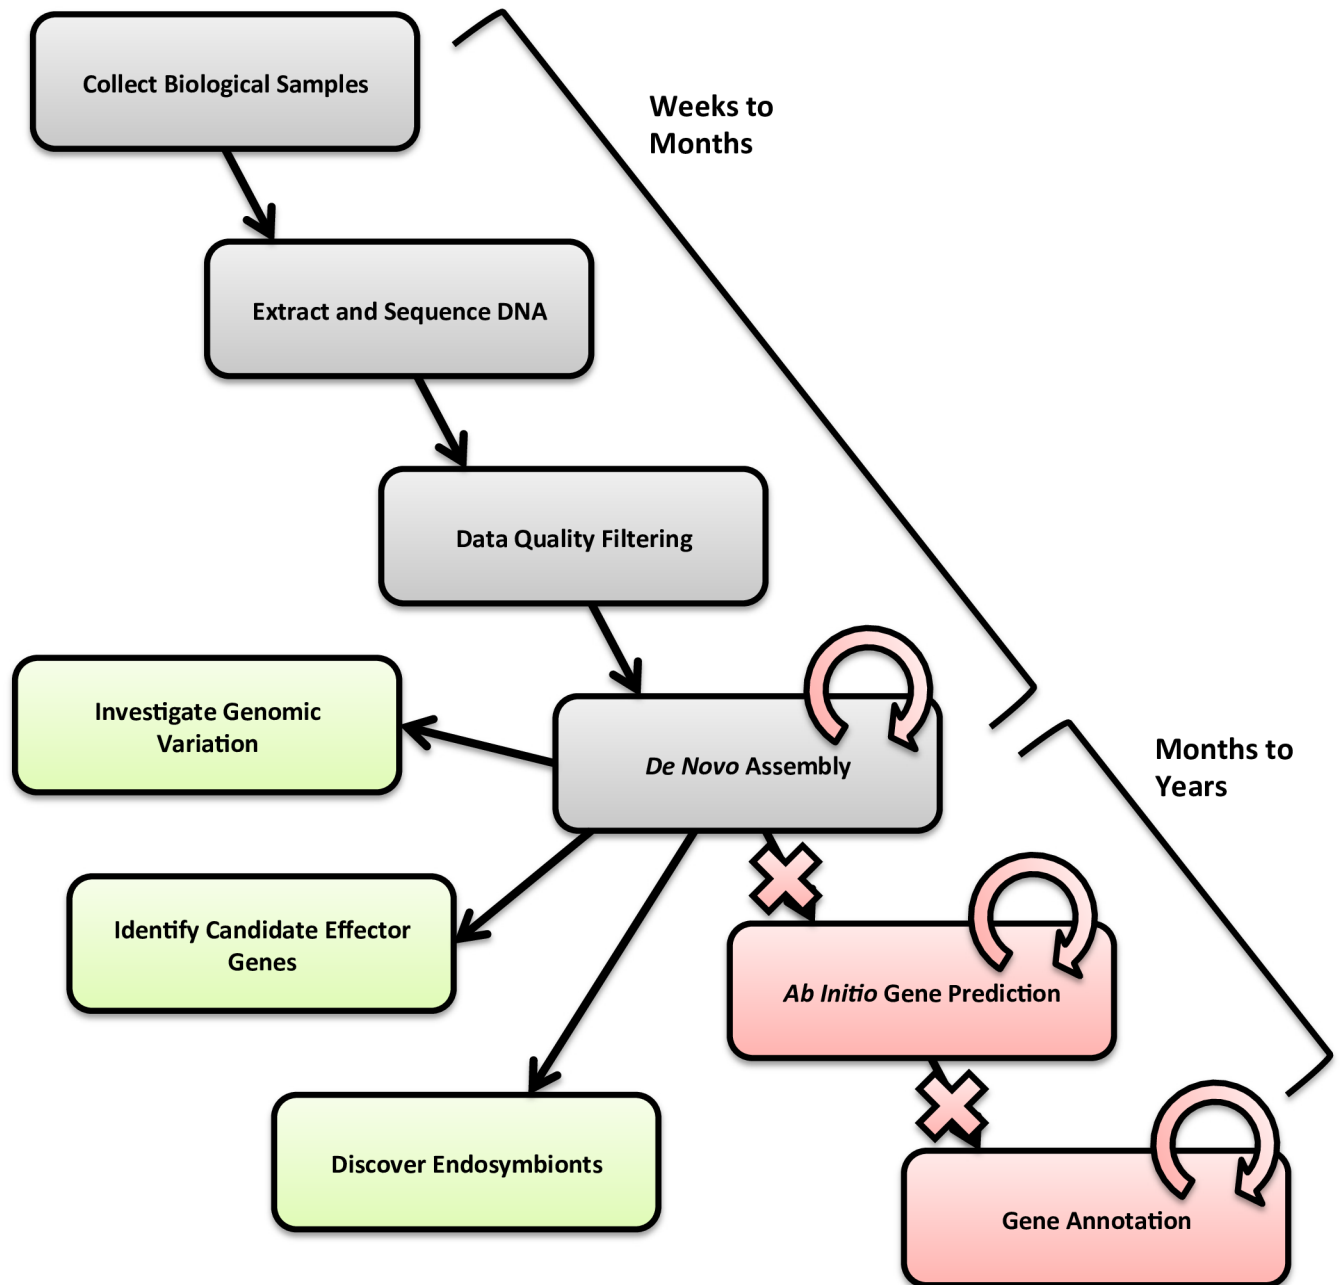 Collect Biological Samples
Weeks to
Months
Extract and Sequence DNA
Data Quality Filtering
Investigate Genomic
Variation
De Novo Assembly
Months to
Years
Identify Candidate Effector
Genes
Ab Initio Gene Prediction
Discover Endosymbionts
Gene Annotation